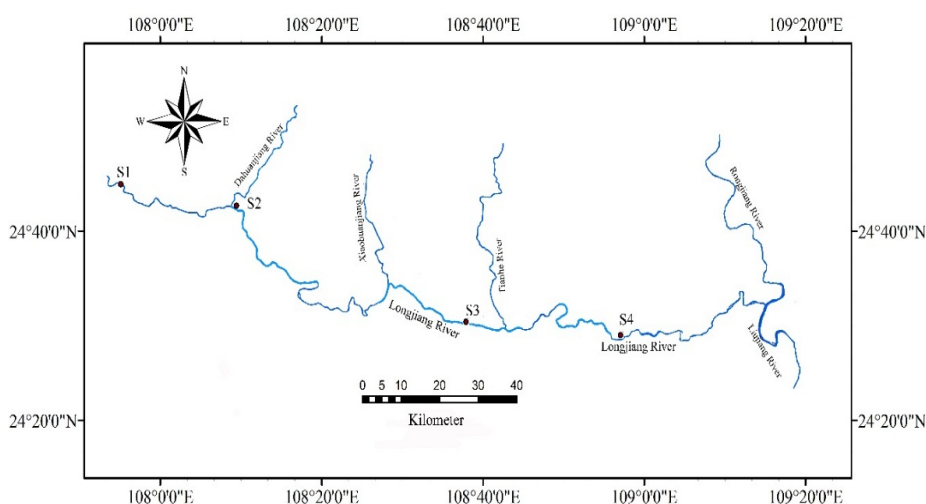 108°0'0"E 108°20'0"E 108°40'0"E 109°0'0"E 109°20'0"E
N
W E
S
Dahuanjiang River
S1
S2
Xiaohuanjiang River
Tianhe River
Rongjiang River
24°40'0"N 24°40'0"N
Longjiang River
S3
S4
Longjiang River
Liujiang River
0 5 10 20 30 40
Kilometer
24°20'0"N 24°20'0"N
108°0'0"E 108°20'0"E 108°40'0"E 109°0'0"E 109°20'0"E